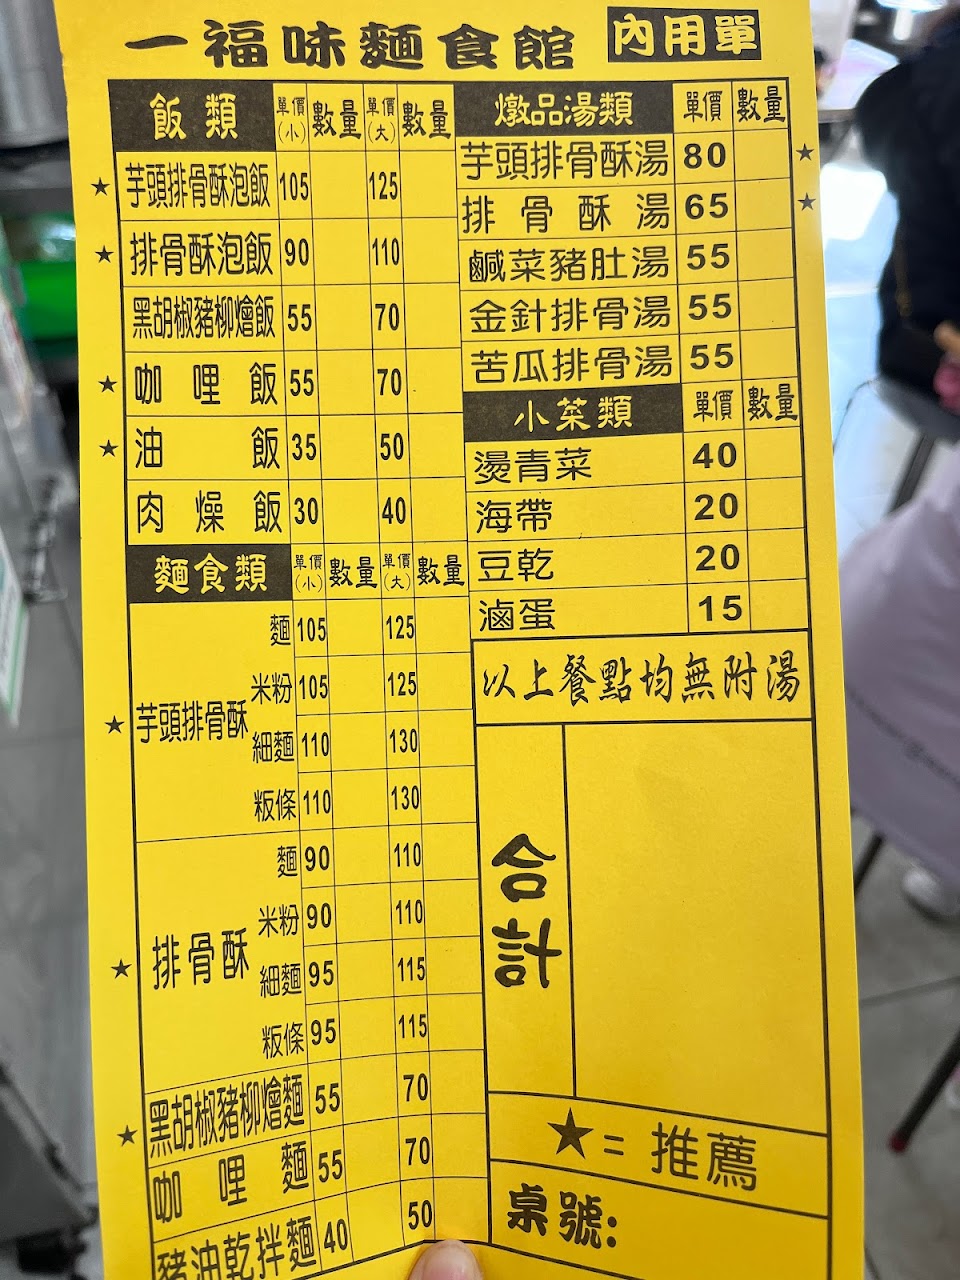 一福味麵食館 內用單
飯類 單價(小) 數量 單價(大) 數量
★ 芋頭排骨酥泡飯 105 125
★ 排骨酥泡飯 90 110
黑胡椒豬柳燴飯 55 70
★ 咖哩飯 55 70
★ 油飯 35 50
肉燥飯 30 40
麵食類 單價(小) 數量 單價(大) 數量
★ 芋頭排骨酥
麵 105 125
米粉 105 125
細麵 110 130
粄條 110 130
★ 排骨酥
麵 90 110
米粉 90 110
細麵 95 115
粄條 95 115
★ 黑胡椒豬柳燴麵 55 70
咖哩麵 55 70
豬油乾拌麵 40 50
燉品湯類 單價 數量
芋頭排骨酥湯 80 ★
排骨酥湯 65 ★
鹹菜豬肚湯 55
金針排骨湯 55
苦瓜排骨湯 55
小菜類 單價 數量
燙青菜 40
海帶 20
豆乾 20
滷蛋 15
以上餐點均無附湯
合計
★=推薦
桌號: